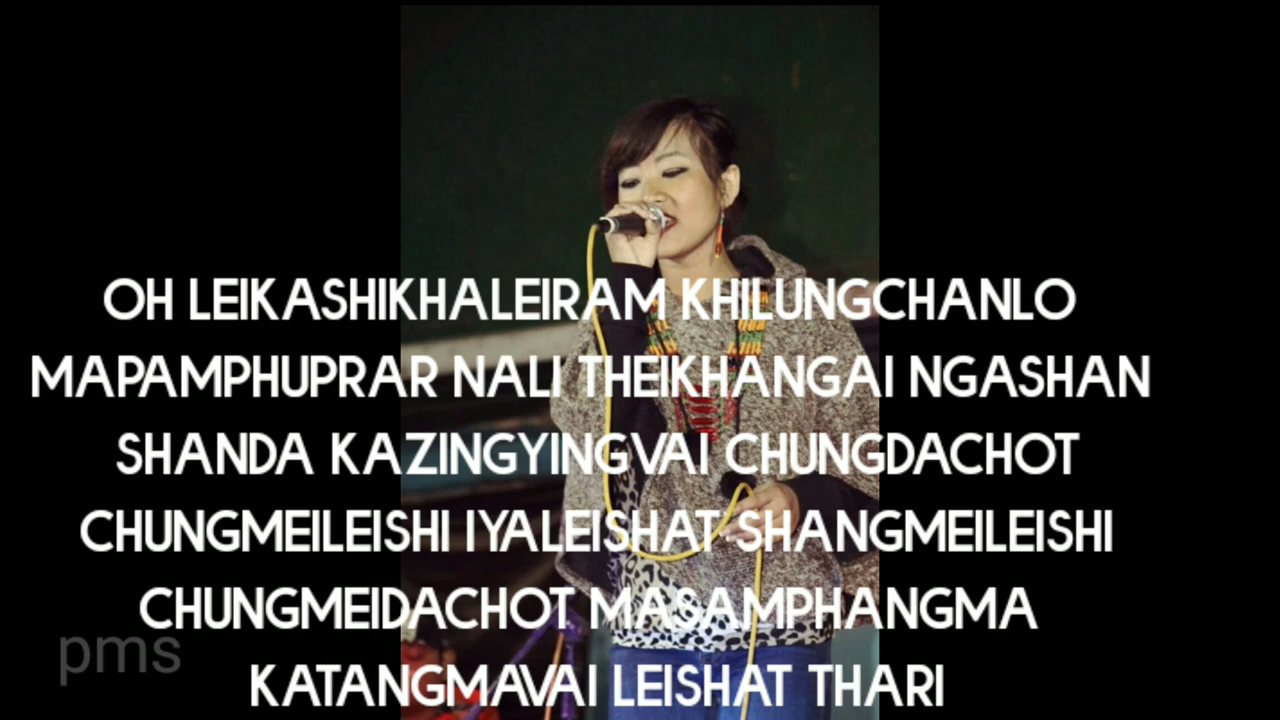 OH LEIKASHIKHALEIRAM KHILUNGCHANLO
MAPAMPHUPRAR NALI THEIKHANGAI NGASHAN
SHANDA KAZINGYINGVAI CHUNGDACHOT
CHUNGMEILEISHI IYALEISHAT SHANGMEILEISHI
CHUNGMEIDACHOT MASAMPHANGMA
pms
KATANGMAVAI LEISHAT THARI